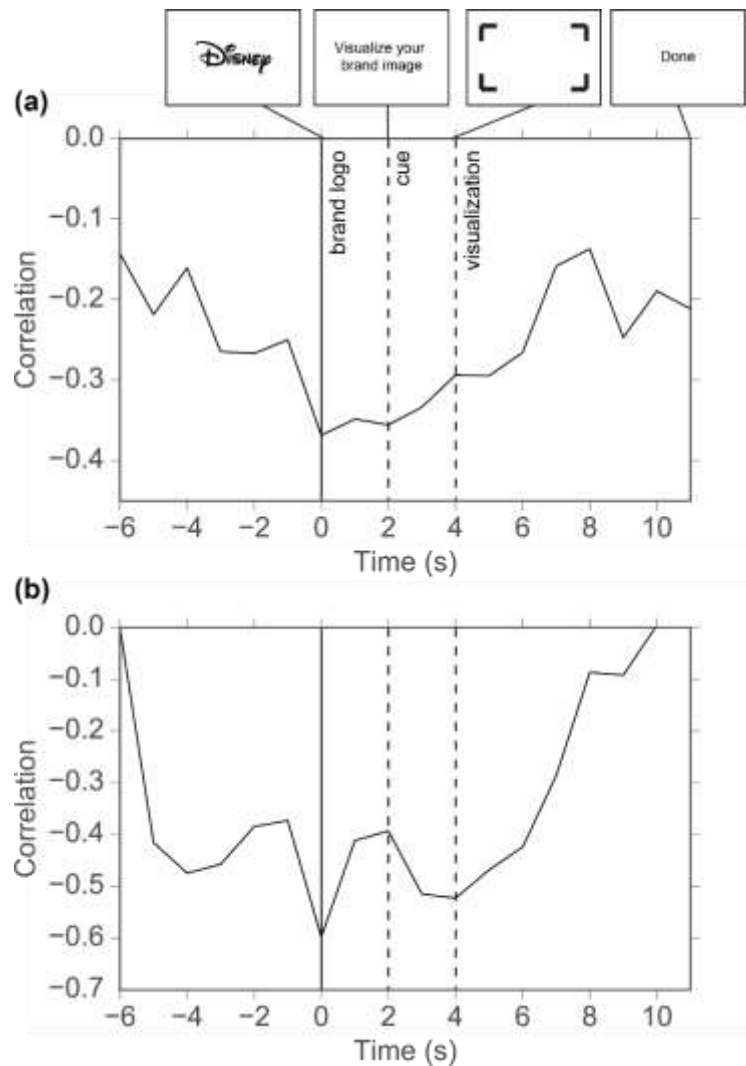 DISNEY
Visualize your
brand image
Done
(a)
0.0
−0.1
−0.2
−0.3
−0.4
Correlation
brand logo
cue
visualization
−6 −4 −2 0 2 4 6 8 10
Time (s)
(b)
0.0
−0.1
−0.2
−0.3
−0.4
−0.5
−0.6
−0.7
Correlation
−6 −4 −2 0 2 4 6 8 10
Time (s)